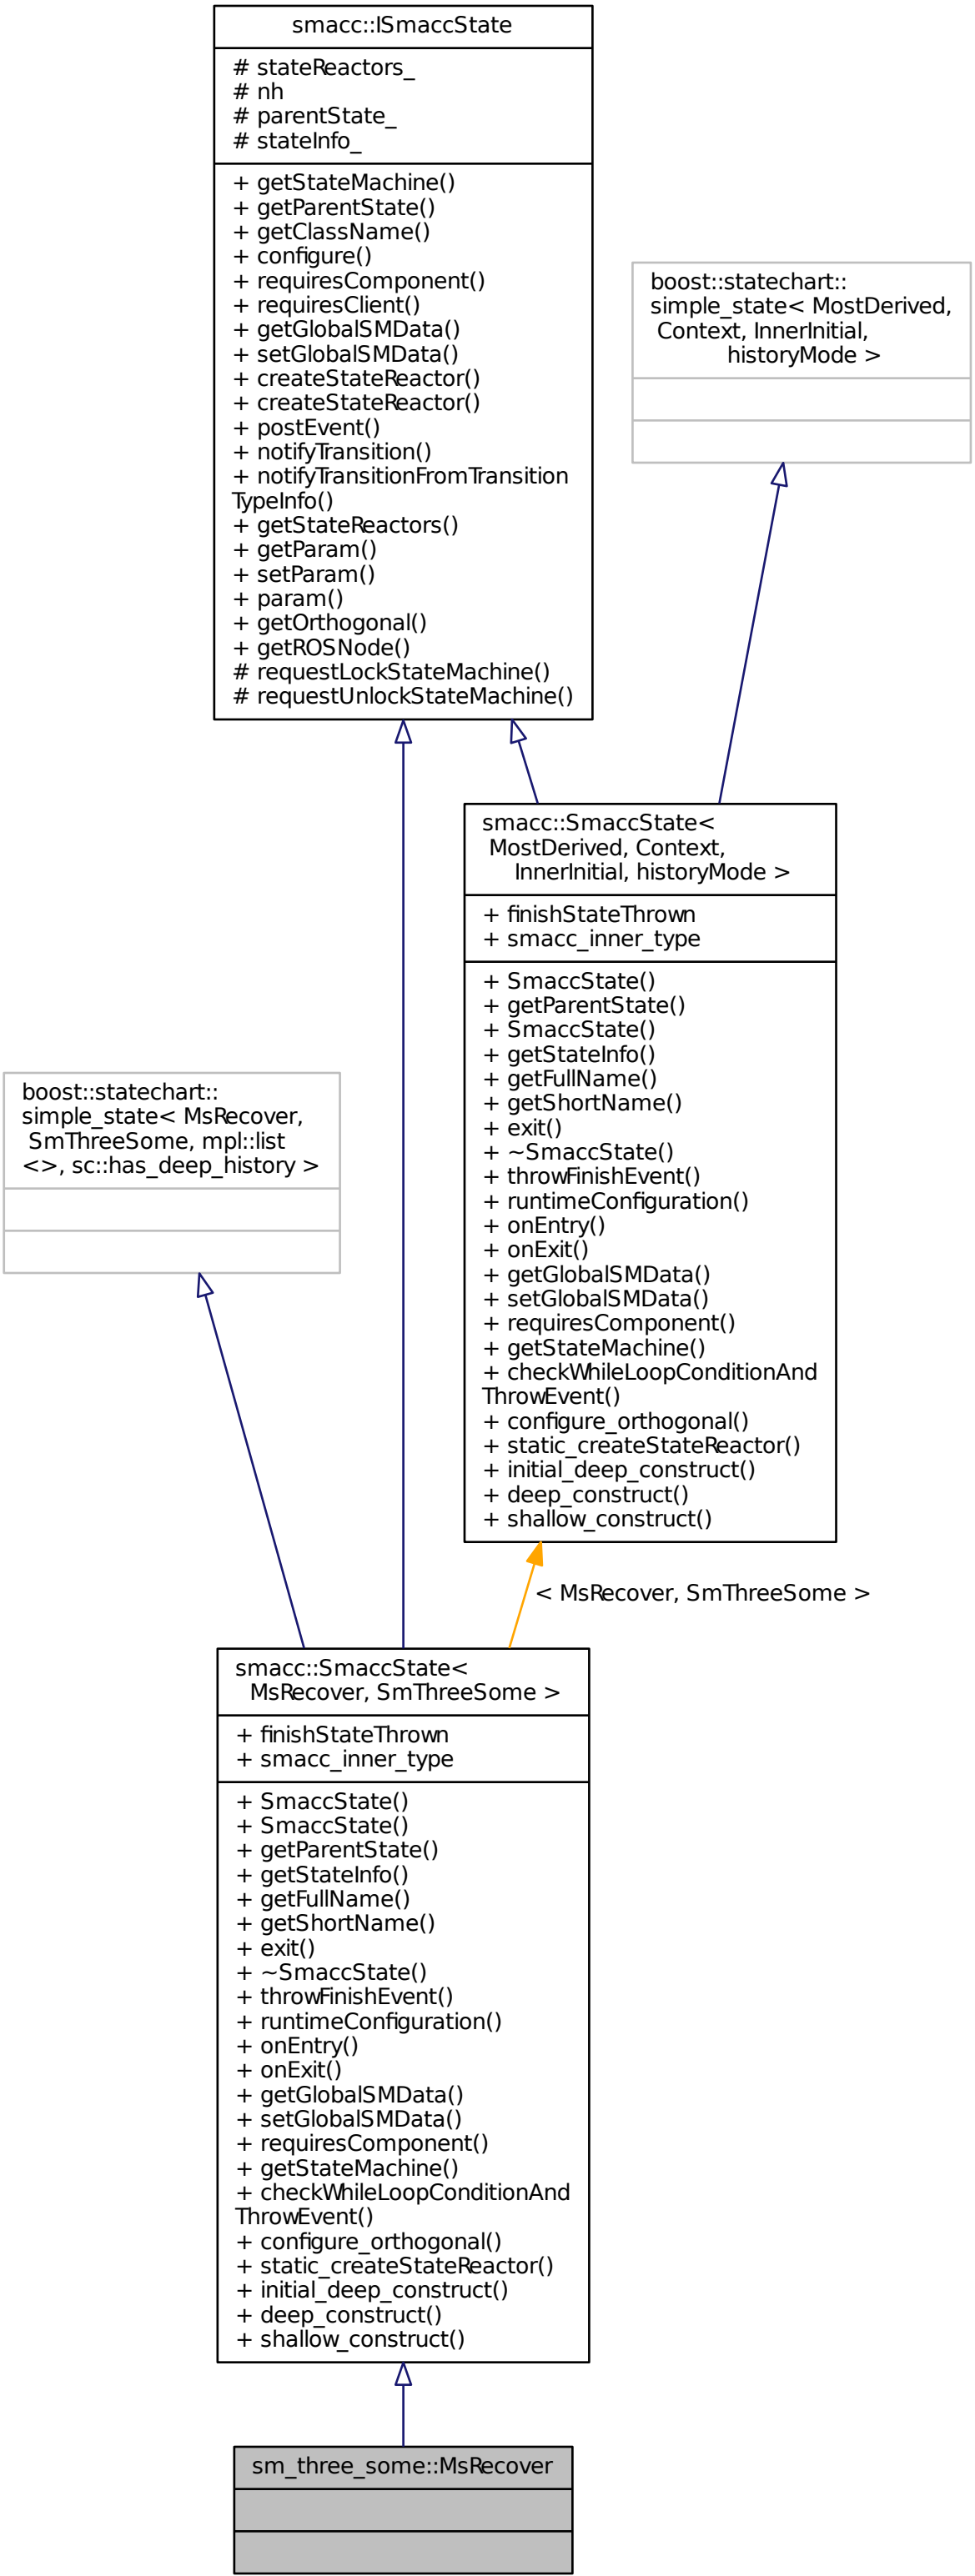 smacc::ISmaccState
# stateReactors_
# nh
# parentState_
# stateInfo_
+ getStateMachine()
+ getParentState()
+ getClassName()
+ configure()
+ requiresComponent()
+ requiresClient()
+ getGlobalSMData()
+ setGlobalSMData()
+ createStateReactor()
+ createStateReactor()
+ postEvent()
+ notifyTransition()
+ notifyTransitionFromTransition
TypeInfo()
+ getStateReactors()
+ getParam()
+ setParam()
+ param()
+ getOrthogonal()
+ getROSNode()
# requestLockStateMachine()
# requestUnlockStateMachine()
boost::statechart::
simple_state< MostDerived,
Context, InnerInitial,
historyMode >
smacc::SmaccState<
MostDerived, Context,
InnerInitial, historyMode >
+ finishStateThrown
+ smacc_inner_type
+ SmaccState()
+ getParentState()
+ SmaccState()
+ getStateInfo()
+ getFullName()
+ getShortName()
+ exit()
+ ~SmaccState()
+ throwFinishEvent()
+ runtimeConfiguration()
+ onEntry()
+ onExit()
+ getGlobalSMData()
+ setGlobalSMData()
+ requiresComponent()
+ getStateMachine()
+ checkWhileLoopConditionAnd
ThrowEvent()
+ configure_orthogonal()
+ static_createStateReactor()
+ initial_deep_construct()
+ deep_construct()
+ shallow_construct()
boost::statechart::
simple_state< MsRecover,
SmThreeSome, mpl::list
<>, sc::has_deep_history >
< MsRecover, SmThreeSome >
smacc::SmaccState<
MsRecover, SmThreeSome >
+ finishStateThrown
+ smacc_inner_type
+ SmaccState()
+ SmaccState()
+ getParentState()
+ getStateInfo()
+ getFullName()
+ getShortName()
+ exit()
+ ~SmaccState()
+ throwFinishEvent()
+ runtimeConfiguration()
+ onEntry()
+ onExit()
+ getGlobalSMData()
+ setGlobalSMData()
+ requiresComponent()
+ getStateMachine()
+ checkWhileLoopConditionAnd
ThrowEvent()
+ configure_orthogonal()
+ static_createStateReactor()
+ initial_deep_construct()
+ deep_construct()
+ shallow_construct()
sm_three_some::MsRecover